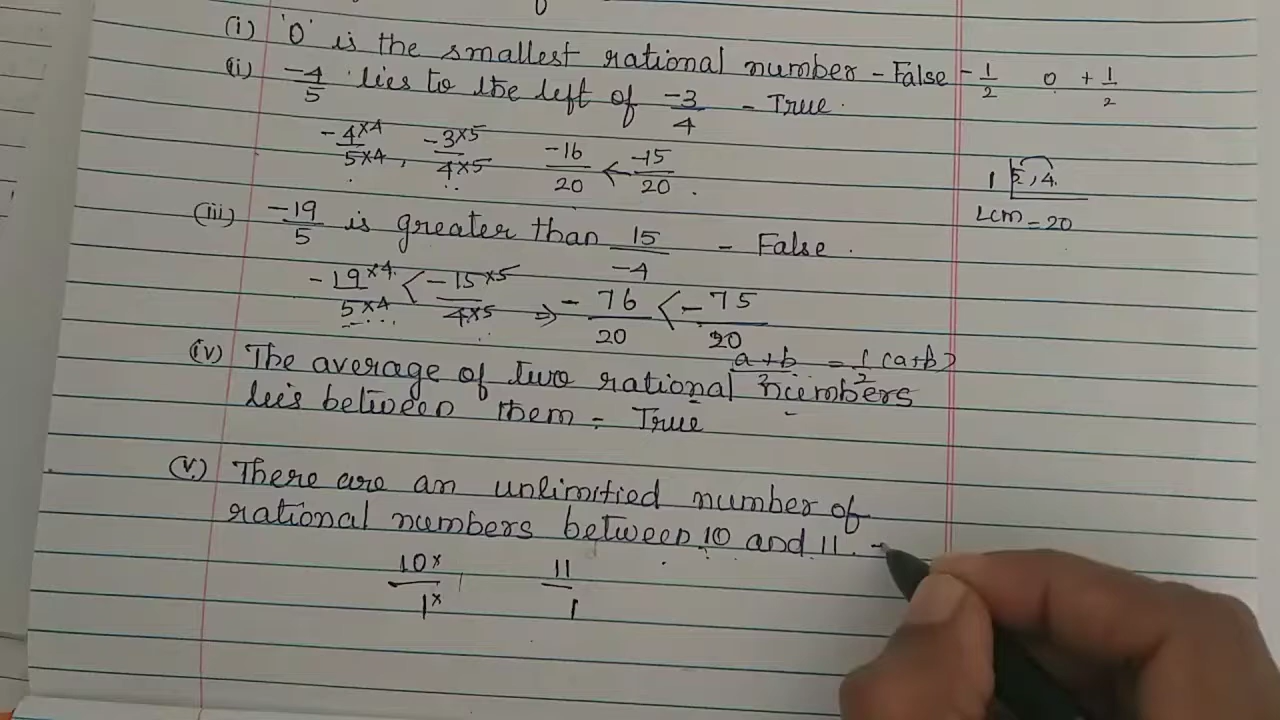 (i) '0' is the smallest rational number - False -1/2 0 +1/2
(i) -4/5 lies to the left of -3/4 - True.
-4×4/5×4 , -3×5/4×5 -16/20 < -15/20 .
1 | 5, 4
LCM = 20
(iii) -19/5 is greater than 15/-4 - False.
-19×4/5×4 < -15×5/4×5 ⇒ -76/20 < -75/20
a+b/2 = 1/2 (a+b)
(iv) The average of two rational numbers
lies between them - True
(v.) There are an unlimitied number of
rational numbers between 10 and 11. -
10×/1× , 11/1